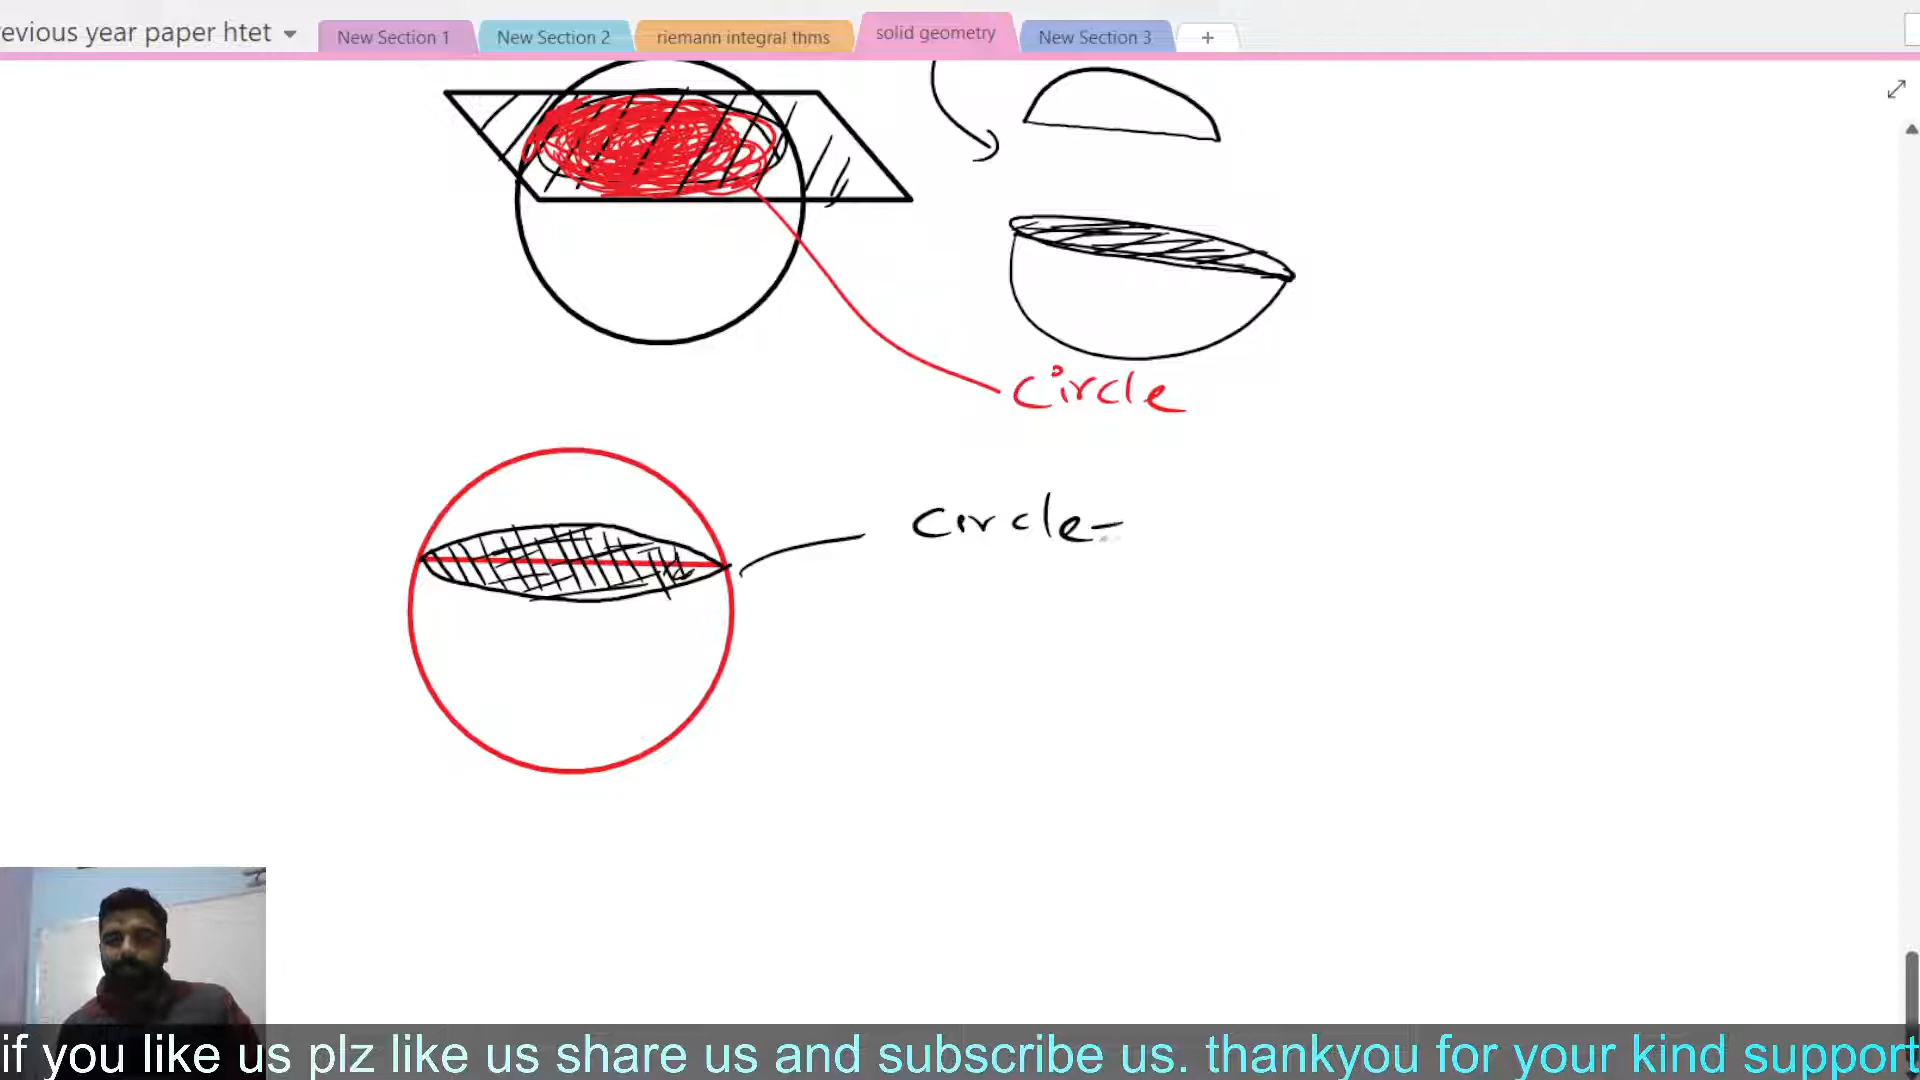 evious year paper htet
New Section 1
New Section 2
riemann integral thms
solid geometry
New Section 3
+
circle
circle-
if you like us plz like us share us and subscribe us. thankyou for your kind support